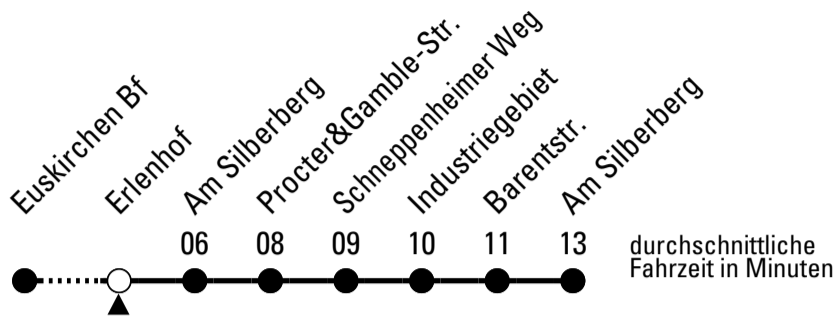 Euskirchen Bf
Erlenhof
Am Silberberg
Procter&Gamble-Str.
Schneppenheimer Weg
Industriegebiet
Barentstr.
Am Silberberg
06 08 09 10 11 13
durchschnittliche
Fahrzeit in Minuten